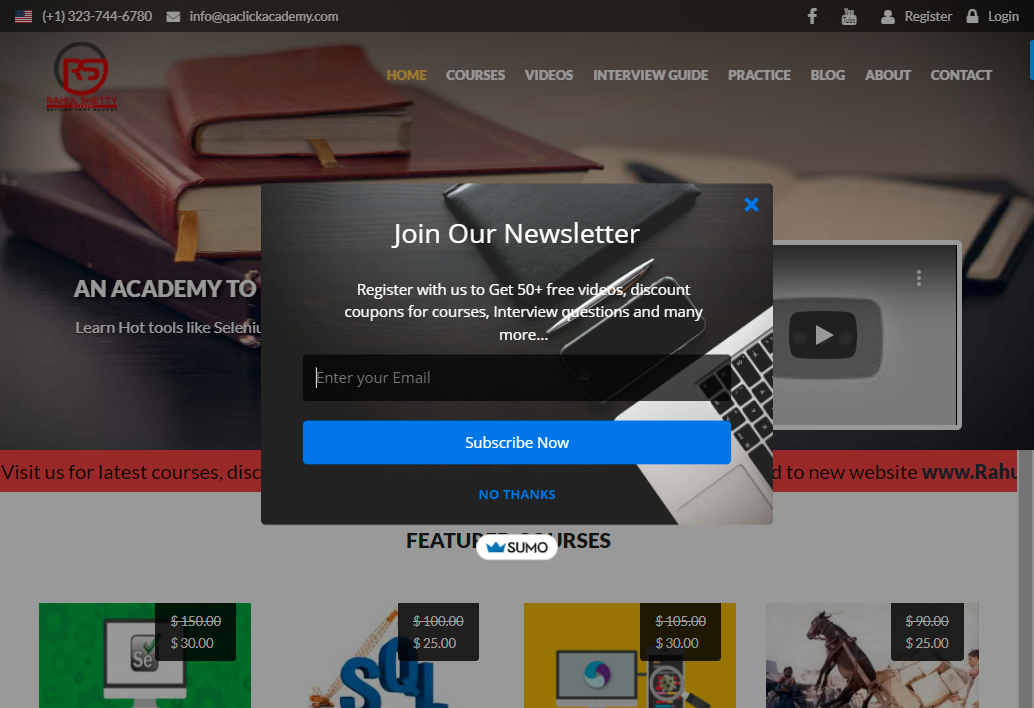 (+1) 323-744-6780 info@qaclickacademy.com Register Login
RS
RAHUL SHETTY
HOME COURSES VIDEOS INTERVIEW GUIDE PRACTICE BLOG ABOUT CONTACT
Join Our Newsletter
AN ACADEMY TO
Register with us to Get 50+ free videos, discount
coupons for courses, Interview questions and many
more...
Learn Hot tools like Seleniu
Enter your Email
Subscribe Now
Visit us for latest courses, disc d to new website www.Rahu
NO THANKS
FEATURED COURSES
SUMO
$ 150.00
$ 30.00
$ 100.00
$ 25.00
$ 105.00
$ 30.00
$ 90.00
$ 25.00
Se
SQL